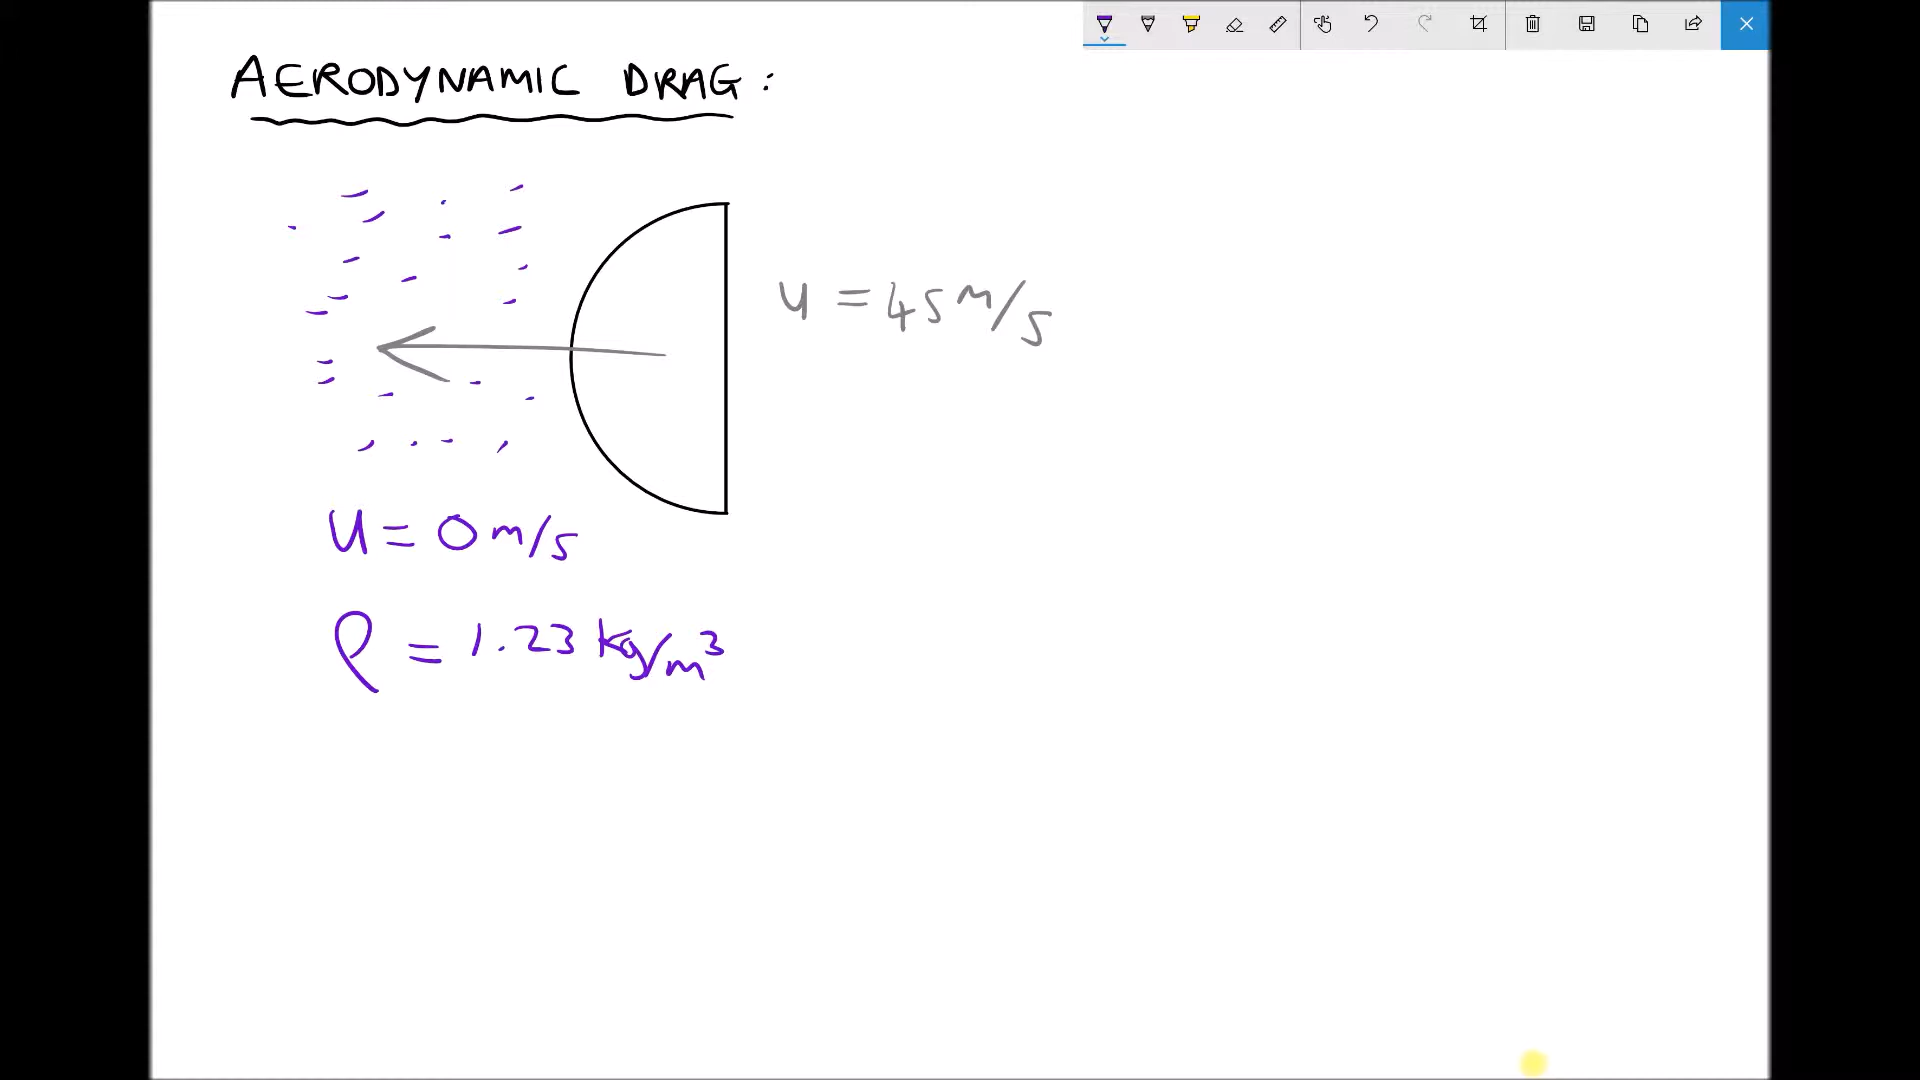 AERODYNAMIC DRAG:
u = 45 m/s
u = 0 m/s
ρ = 1.23 kg/m³